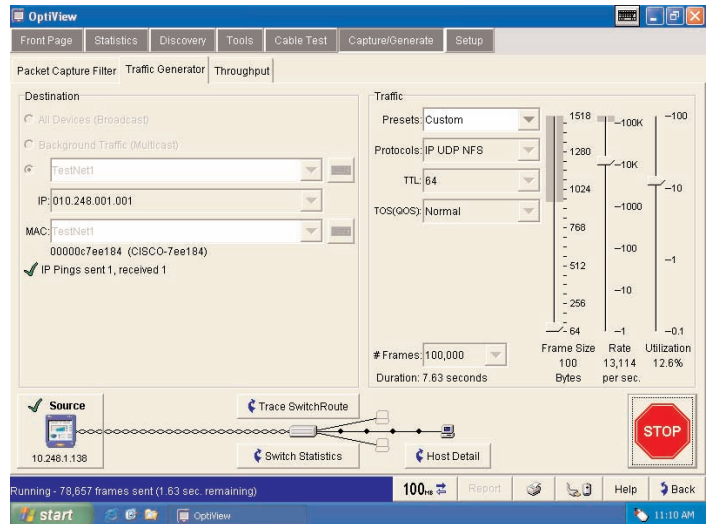 OptiView
Front Page Statistics Discovery Tools Cable Test Capture/Generate Setup
Packet Capture Filter Traffic Generator Throughput
Destination
All Devices (Broadcast)
Background Traffic (Multicast)
TestNet1
IP: 010.248.001.001
MAC: TestNet1
00000c7ee184 (CISCO-7ee184)
IP Pings sent 1, received 1
Traffic
Presets: Custom
Protocols: IP UDP NFS
TTL: 64
TOS(QOS): Normal
# Frames: 100,000
Duration: 7.63 seconds
1518
1280
1024
768
512
256
64
Frame Size
100
Bytes
100K
10K
1000
100
10
1
Rate
13,114
per sec.
100
10
1
0.1
Utilization
12.6%
Source
10.248.1.138
Trace SwitchRoute
Switch Statistics
Host Detail
STOP
Running - 78,657 frames sent (1.63 sec. remaining)
100 HB Report Help Back
start OptiView 11:10 AM